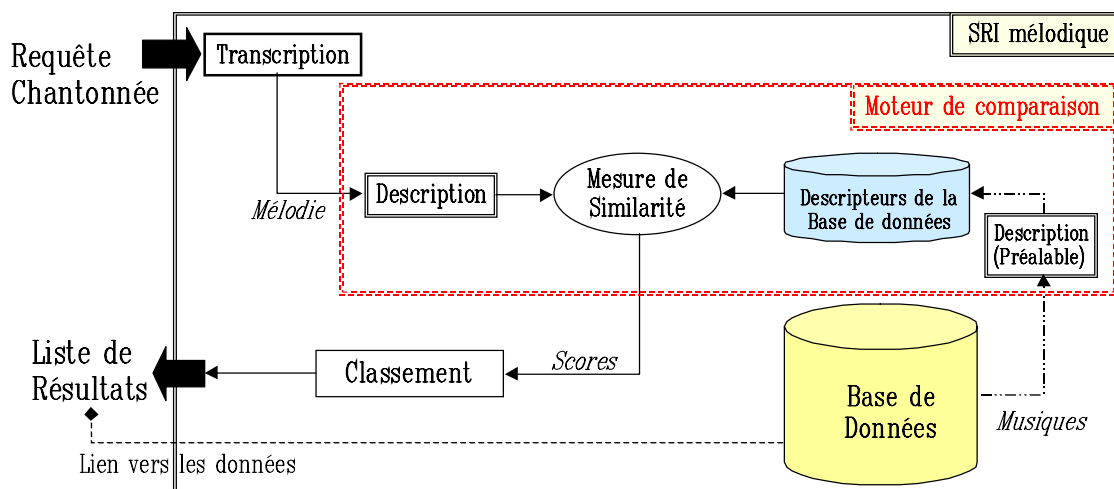 SRI mélodique
Requête
Chantonnée
Transcription
Moteur de comparaison
Mélodie
Description
Mesure de
Similarité
Descripteurs de la
Base de données
Description
(Préalable)
Liste de
Résultats
Classement
Scores
Base de
Données
Musiques
Lien vers les données